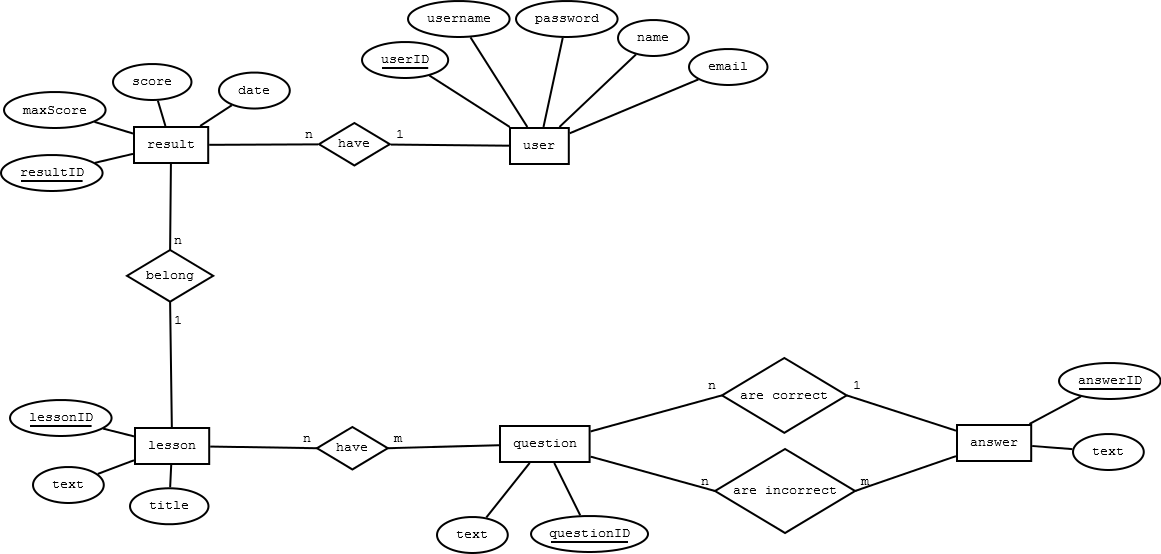 username
password
name
userID
email
score
date
maxScore
result
n
have
1
user
resultID
n
belong
1
answerID
n
are correct
1
lessonID
lesson
n
have
m
question
answer
text
text
n
are incorrect
m
title
text
questionID